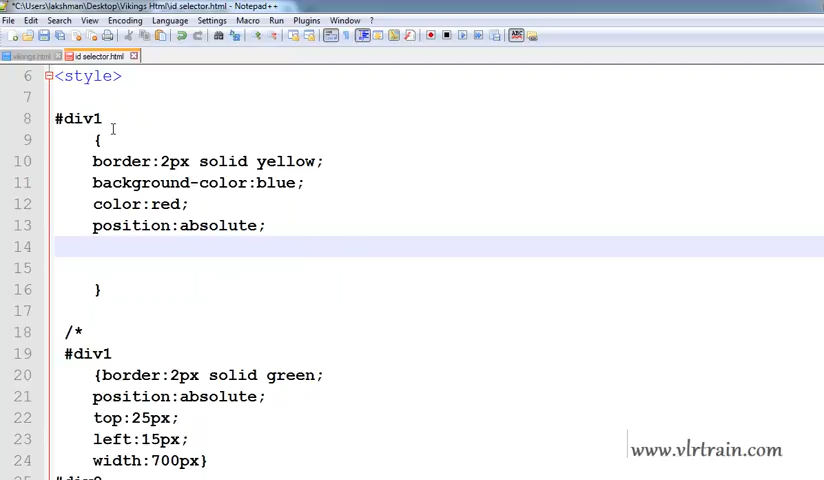 *C:\Users\lakshman\Desktop\Vikings Html\id selector.html - Notepad++
File Edit Search View Encoding Language Settings Macro Run Plugins Window ?
vikings.html id selector.html
6 <style>
7
8 #div1
9 {
10 border:2px solid yellow;
11 background-color:blue;
12 color:red;
13 position:absolute;
14
15
16 }
17
18 /*
19 #div1
20 {border:2px solid green;
21 position:absolute;
22 top:25px;
23 left:15px;
24 width:700px}
www.vlrtrain.com